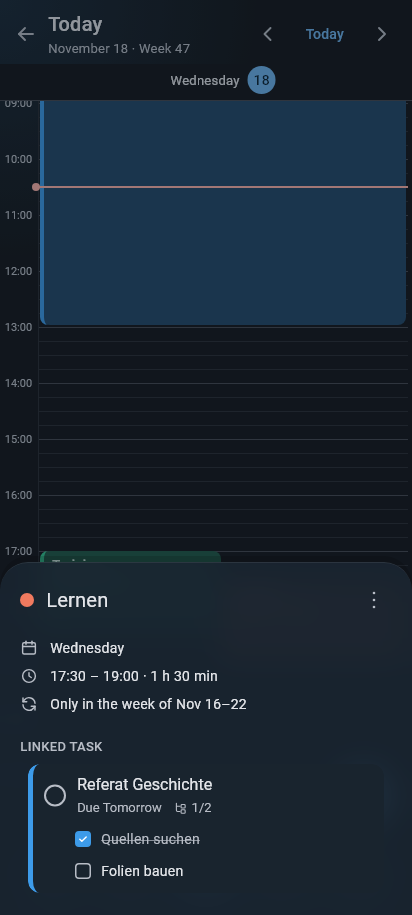 Today
November 18 · Week 47
Today
Wednesday 18
09:00
10:00
11:00
12:00
13:00
14:00
15:00
16:00
17:00
Lernen
Wednesday
17:30 – 19:00 · 1 h 30 min
Only in the week of Nov 16–22
LINKED TASK
Referat Geschichte
Due Tomorrow 1/2
Quellen suchen
Folien bauen